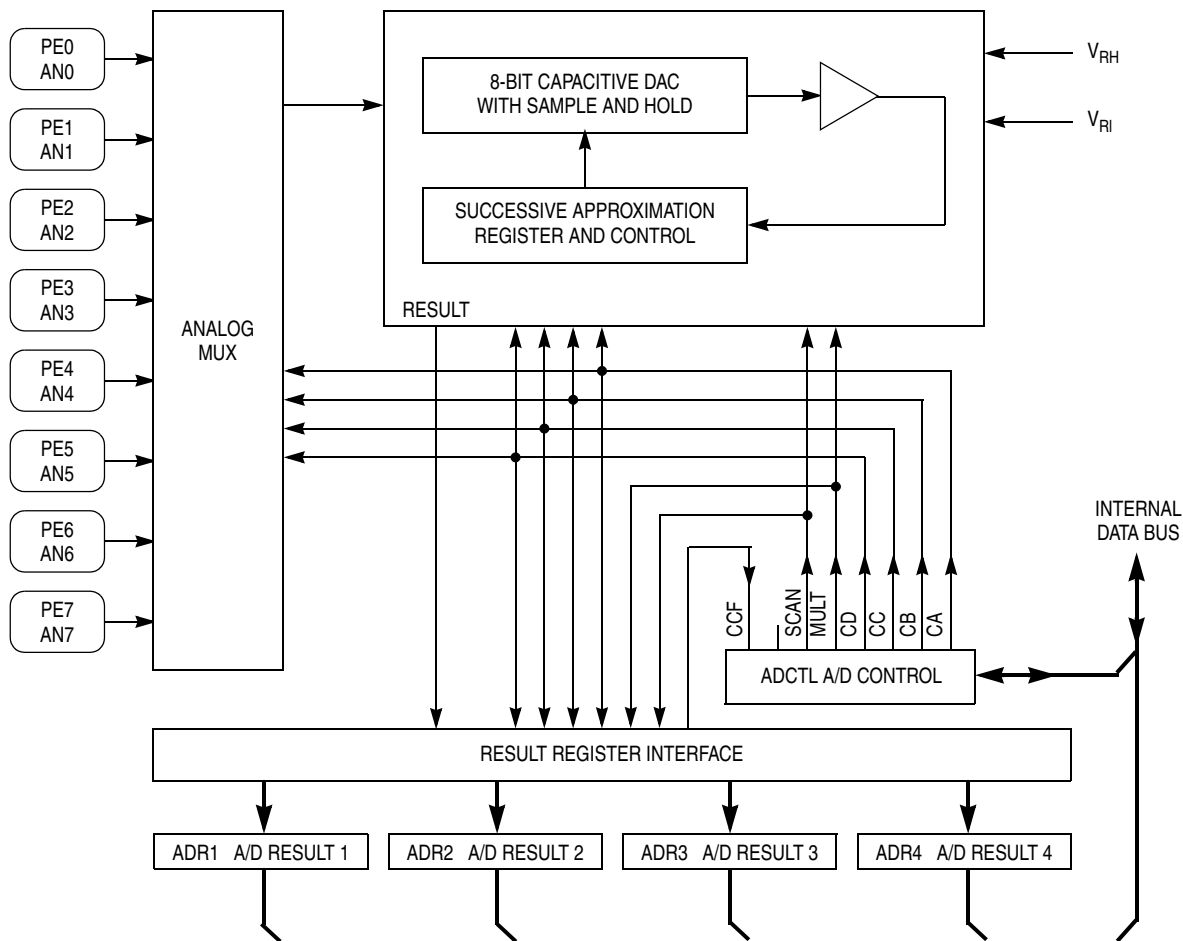 PE0
AN0
PE1
AN1
PE2
AN2
PE3
AN3
PE4
AN4
PE5
AN5
PE6
AN6
PE7
AN7
ANALOG
MUX
8-BIT CAPACITIVE DAC
WITH SAMPLE AND HOLD
SUCCESSIVE APPROXIMATION
REGISTER AND CONTROL
RESULT
VRH
VRI
INTERNAL
DATA BUS
CCF
SCAN
MULT
CD
CC
CB
CA
ADCTL A/D CONTROL
RESULT REGISTER INTERFACE
ADR1 A/D RESULT 1
ADR2 A/D RESULT 2
ADR3 A/D RESULT 3
ADR4 A/D RESULT 4